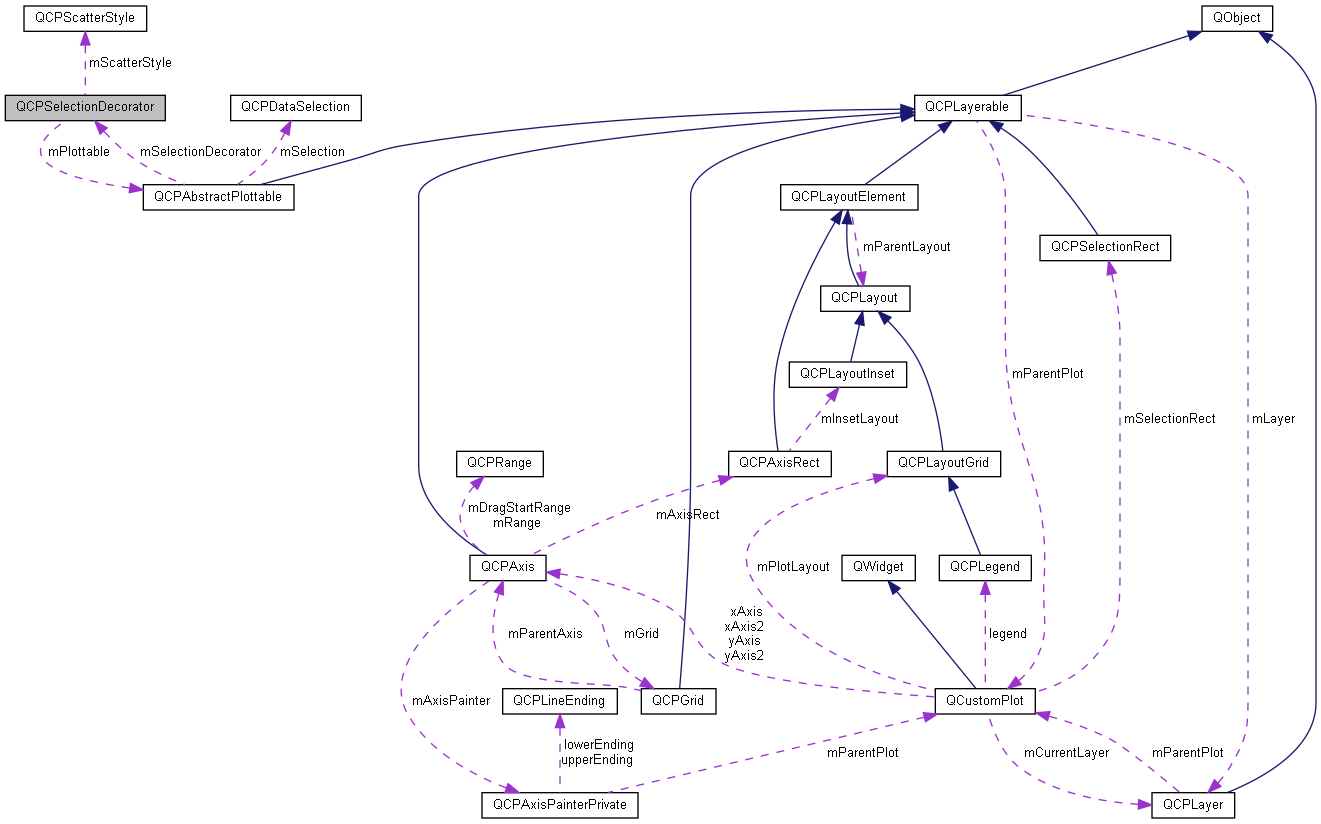 QCPScatterStyle
QObject
mScatterStyle
QCPSelectionDecorator
QCPDataSelection
QCPLayerable
mPlottable
mSelectionDecorator
mSelection
QCPAbstractPlottable
QCPLayoutElement
mParentLayout
QCPSelectionRect
QCPLayout
QCPLayoutInset
mParentPlot
mInsetLayout
mSelectionRect
mLayer
QCPRange
QCPAxisRect
QCPLayoutGrid
mDragStartRange
mRange
mAxisRect
QCPAxis
mPlotLayout
QWidget
QCPLegend
xAxis
xAxis2
yAxis
yAxis2
mParentAxis
mGrid
legend
mAxisPainter
QCPLineEnding
QCPGrid
QCustomPlot
lowerEnding
upperEnding
mParentPlot
mCurrentLayer
mParentPlot
QCPAxisPainterPrivate
QCPLayer